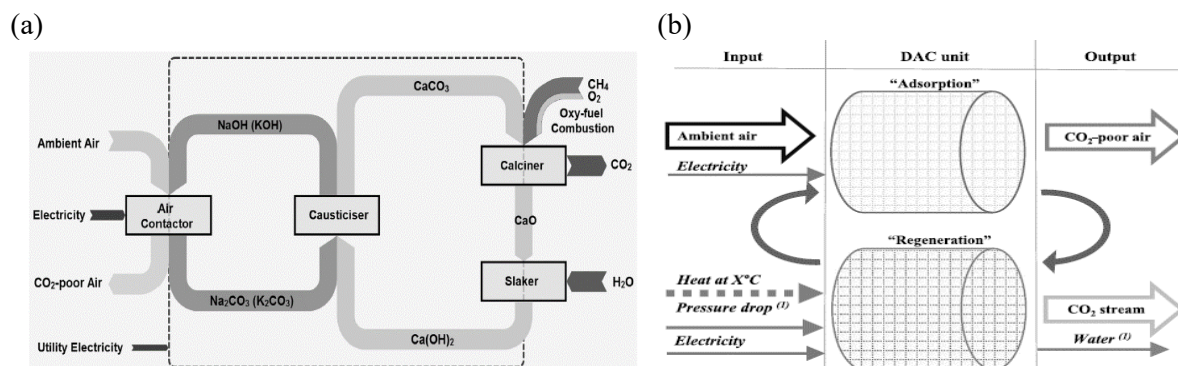 (a)
CaCO₃
CH₄
O₂
Oxy-fuel
Combustion
NaOH (KOH)
Ambient Air
Calciner
CO₂
Electricity
Air
Contactor
Causticiser
CaO
CO₂-poor Air
Slaker
H₂O
Na₂CO₃ (K₂CO₃)
Ca(OH)₂
Utility Electricity
(b)
Input
DAC unit
Output
"Adsorption"
Ambient air
CO₂-poor air
Electricity
"Regeneration"
Heat at X°C
Pressure drop ⁽¹⁾
CO₂ stream
Electricity
Water ⁽¹⁾